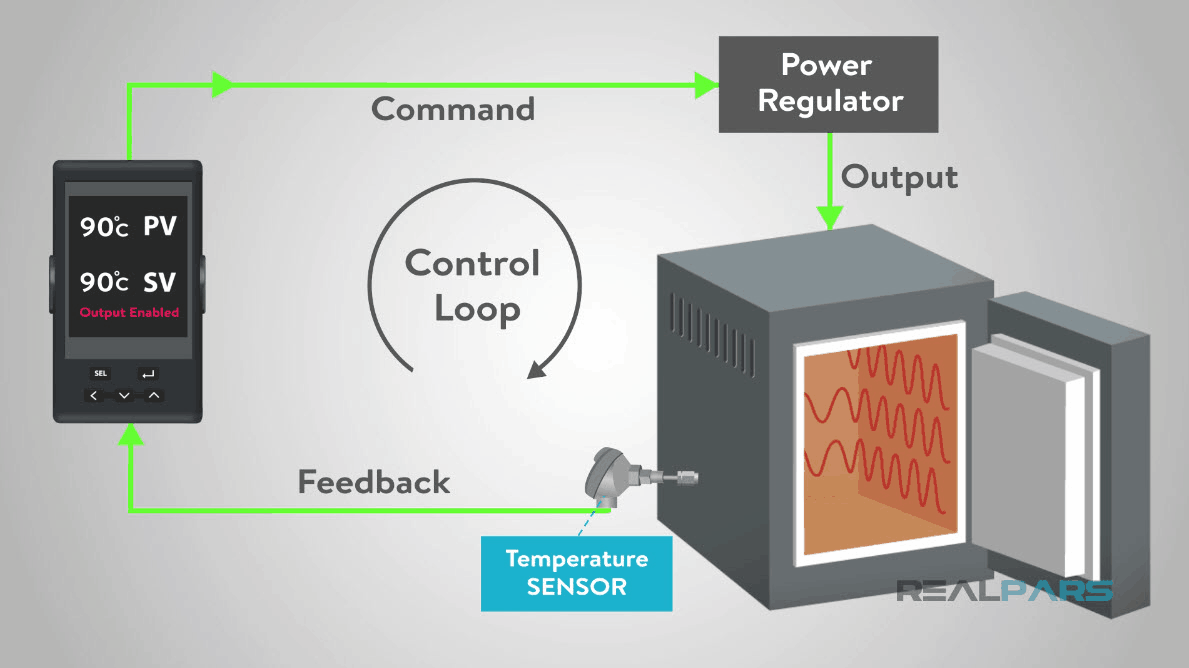 Power
Regulator
Command
Output
90°C PV
90°C SV
Output Enabled
SEL
Control
Loop
Feedback
Temperature
SENSOR
REALPARS